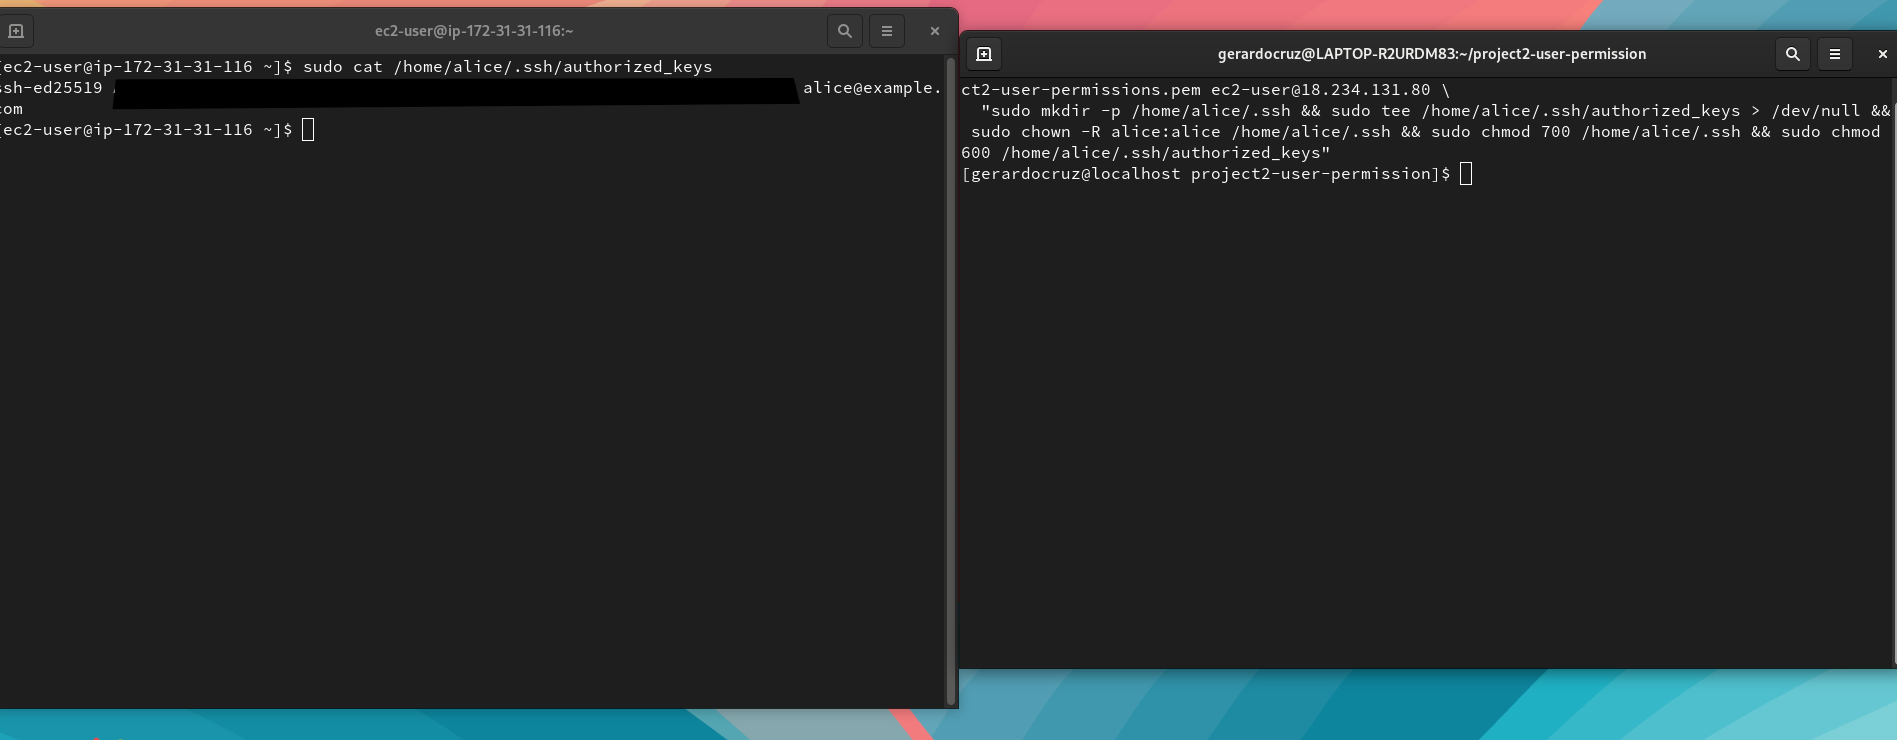 ec2-user@ip-172-31-31-116:~
[ec2-user@ip-172-31-31-116 ~]$ sudo cat /home/alice/.ssh/authorized_keys
ssh-ed25519 alice@example.
com
[ec2-user@ip-172-31-31-116 ~]$
gerardocruz@LAPTOP-R2URDM83:~/project2-user-permission
ct2-user-permissions.pem ec2-user@18.234.131.80 \
"sudo mkdir -p /home/alice/.ssh && sudo tee /home/alice/.ssh/authorized_keys > /dev/null &&
sudo chown -R alice:alice /home/alice/.ssh && sudo chmod 700 /home/alice/.ssh && sudo chmod
600 /home/alice/.ssh/authorized_keys"
[gerardocruz@localhost project2-user-permission]$